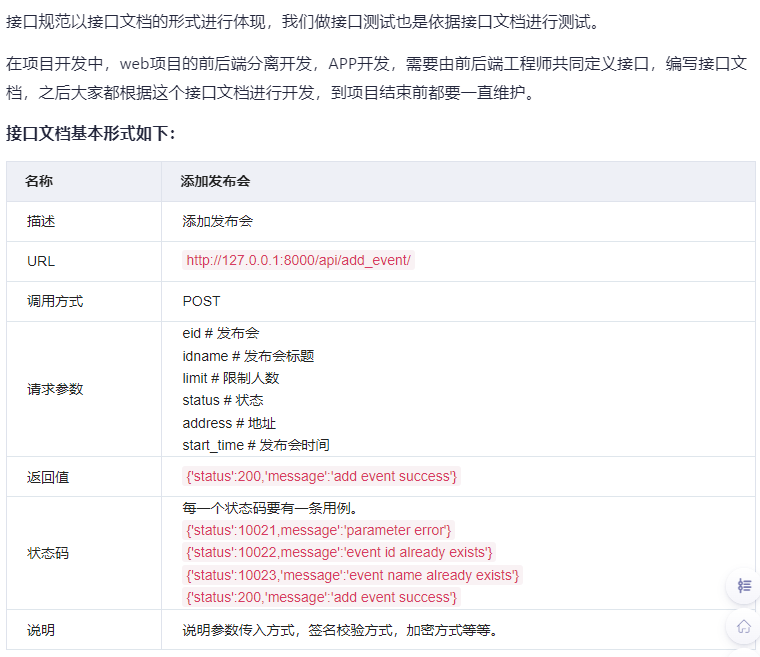 接口规范以接口文档的形式进行体现，我们做接口测试也是依据接口文档进行测试。
在项目开发中，web项目的前后端分离开发，APP开发，需要由前后端工程师共同定义接口，编写接口文
档，之后大家都根据这个接口文档进行开发，到项目结束前都要一直维护。
接口文档基本形式如下：
名称 添加发布会
描述 添加发布会
URL http://127.0.0.1:8000/api/add_event/
调用方式 POST
请求参数
eid # 发布会
idname # 发布会标题
limit # 限制人数
status # 状态
address # 地址
start_time # 发布会时间
返回值 {'status':200,'message':'add event success'}
状态码
每一个状态码要有一条用例。
{'status':10021,message':'parameter error'}
{'status':10022,message':'event id already exists'}
{'status':10023,'message':'event name already exists'}
{'status':200,'message':'add event success'}
说明 说明参数传入方式，签名校验方式，加密方式等等。